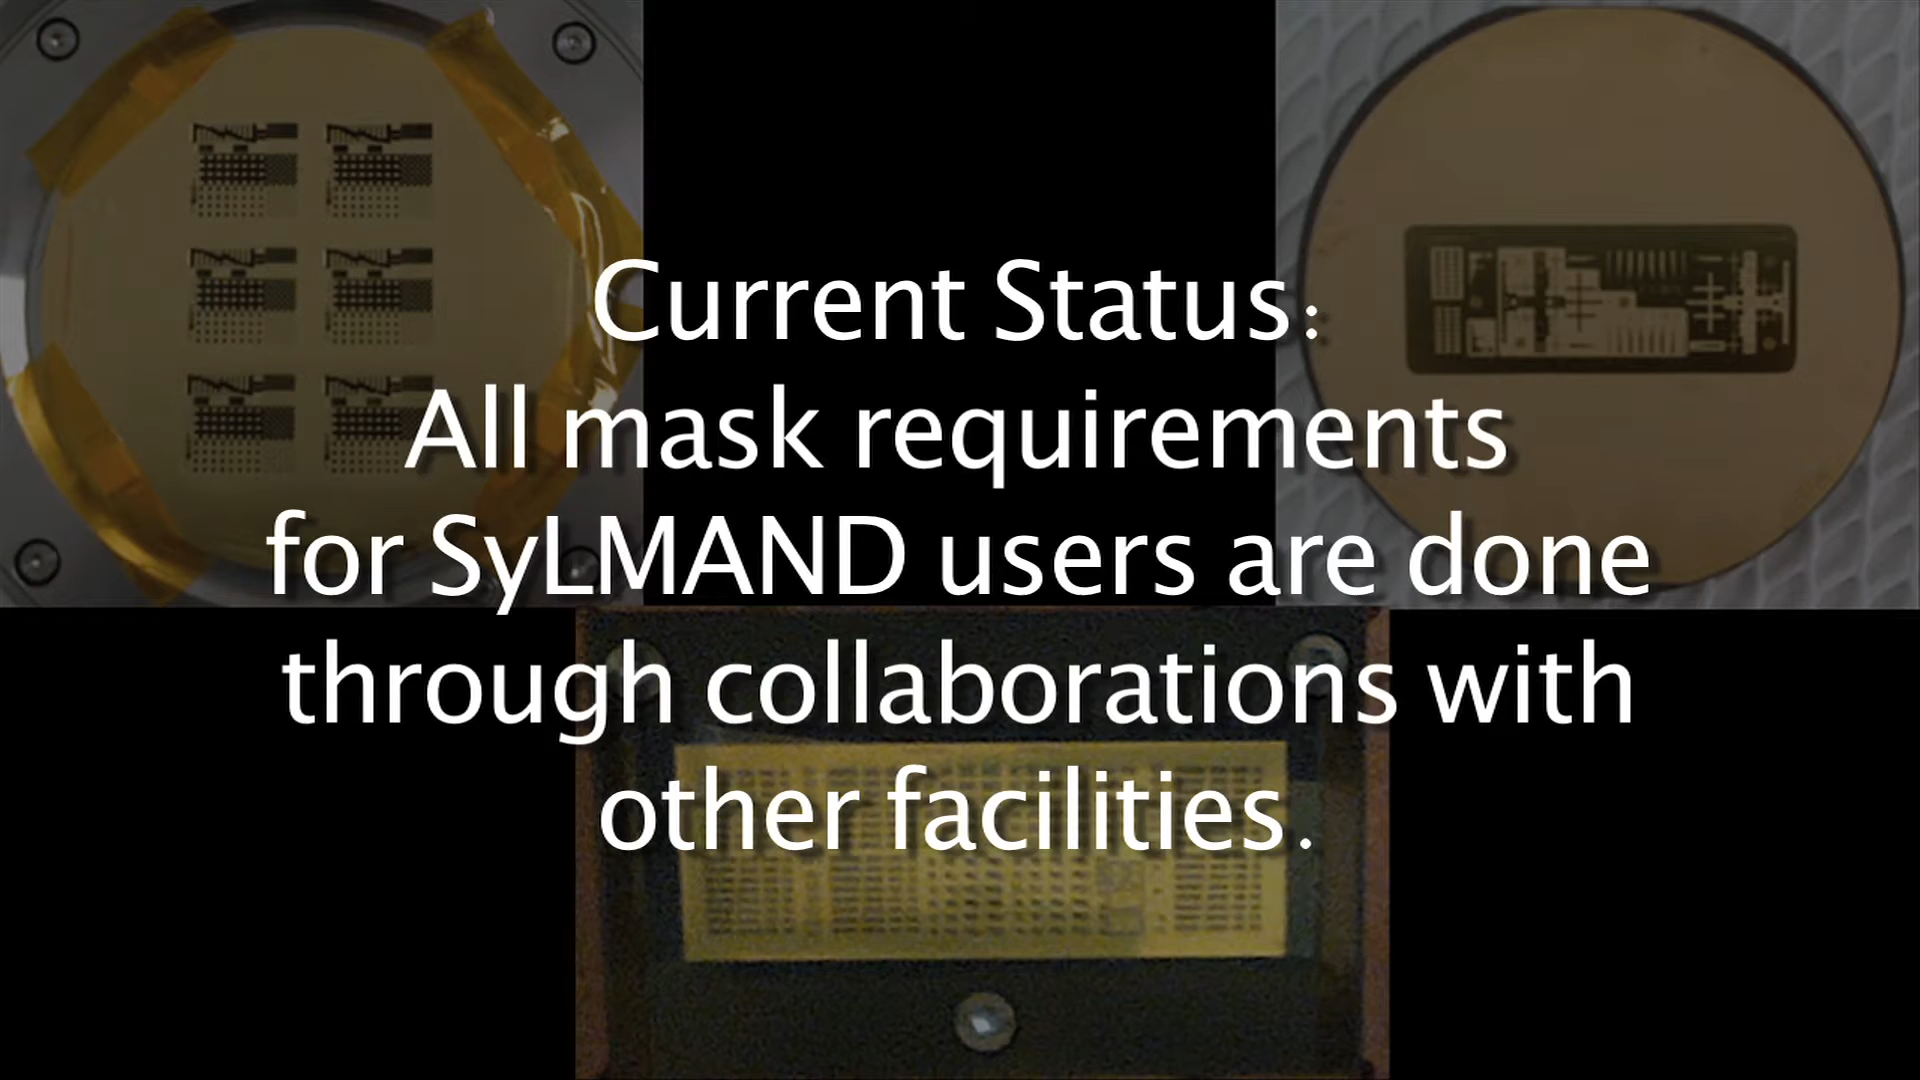 Current Status:
All mask requirements
for SyLMAND users are done
through collaborations with
other facilities.